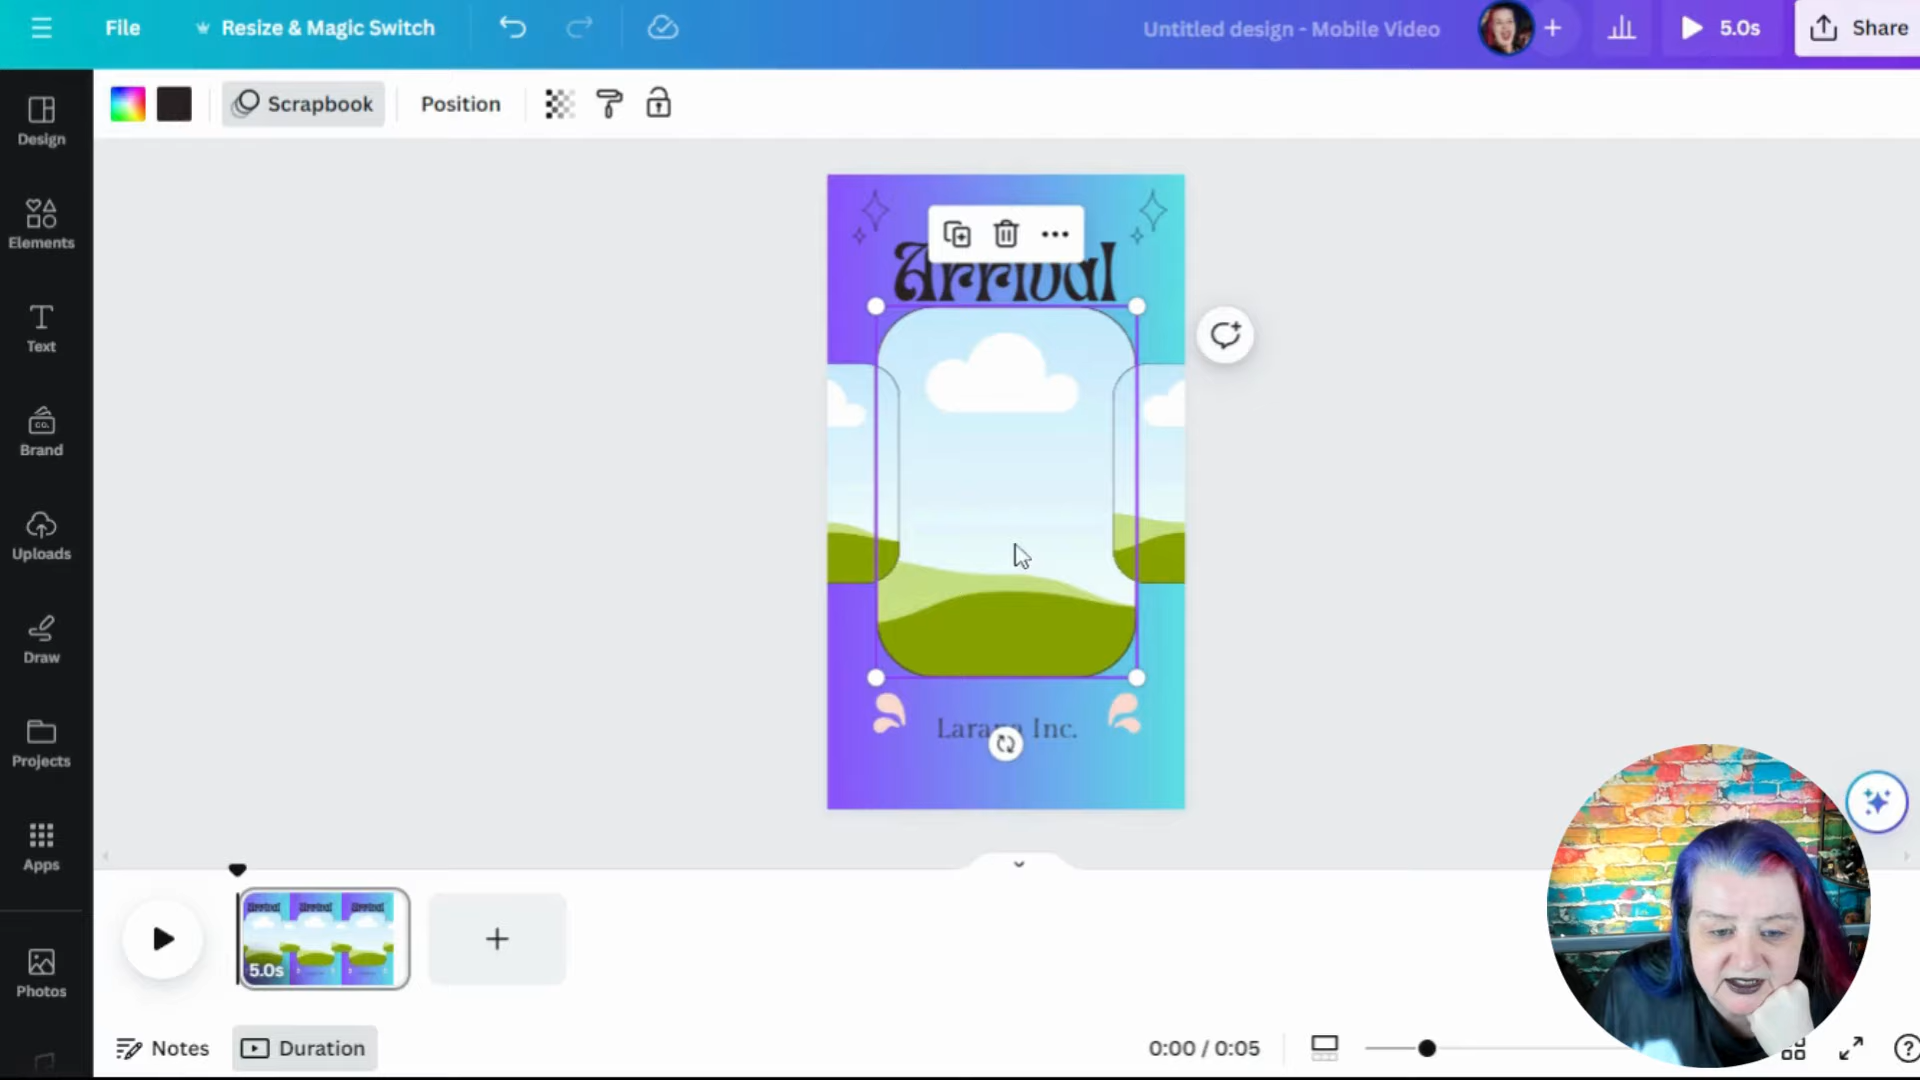 File
Resize & Magic Switch
Untitled design - Mobile Video
5.0s
Share
Scrapbook
Position
Design
Elements
Text
Brand
Uploads
Draw
Projects
Apps
Photos
CO.
Arrival
Inc.
5.0s
Notes
Duration
0:00 / 0:05